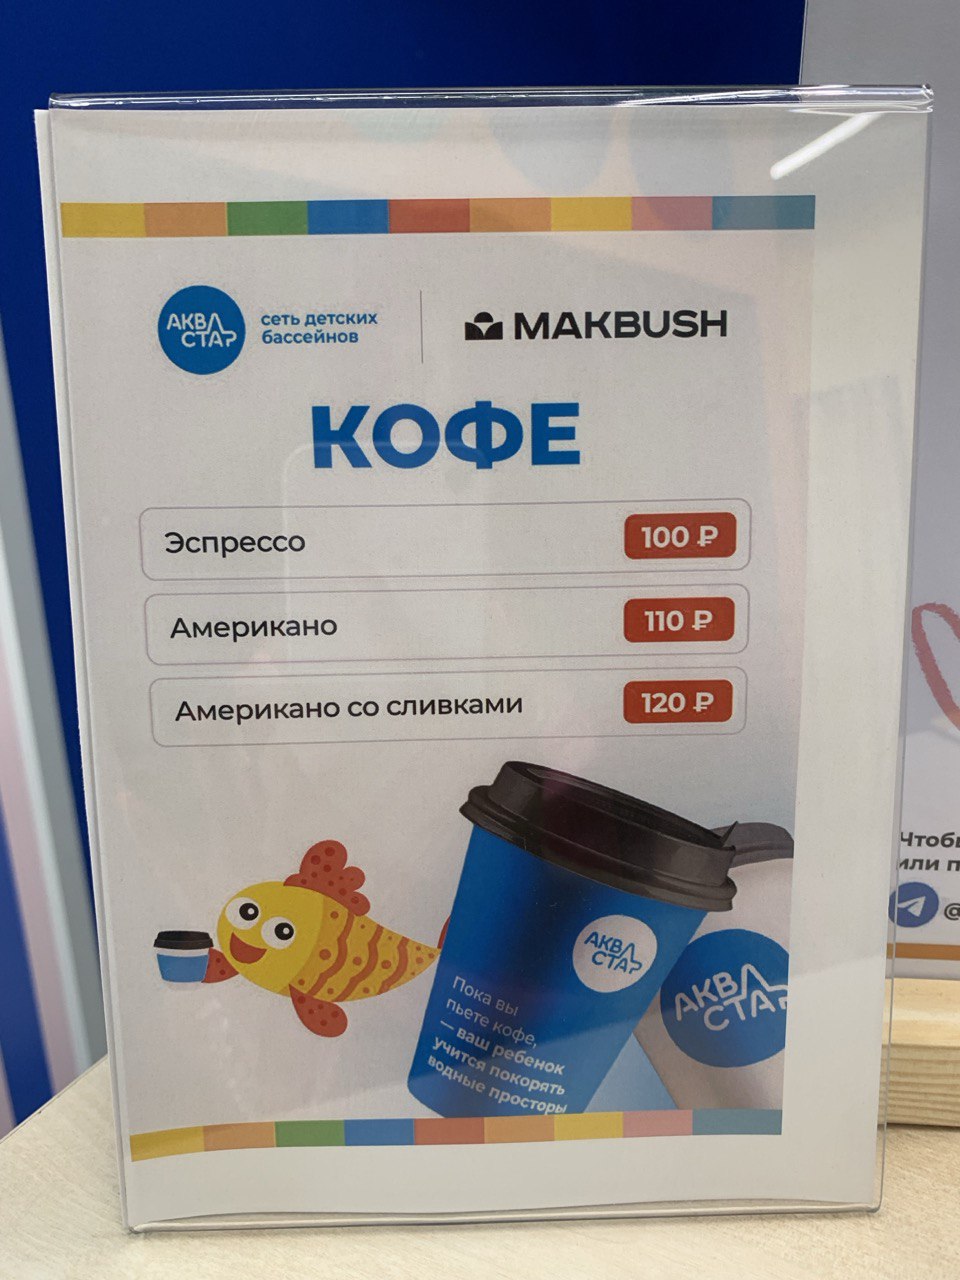 АКВА
СТАР
сеть детских
бассейнов
MAKBUSH
КОФЕ
Эспрессо
100 ₽
Американо
110 ₽
Американо со сливками
120 ₽
АКВА
СТАР
Пока вы
пьете кофе,
— ваш ребенок
учится покорять
водные просторы
АКВА
СТАР
или
@